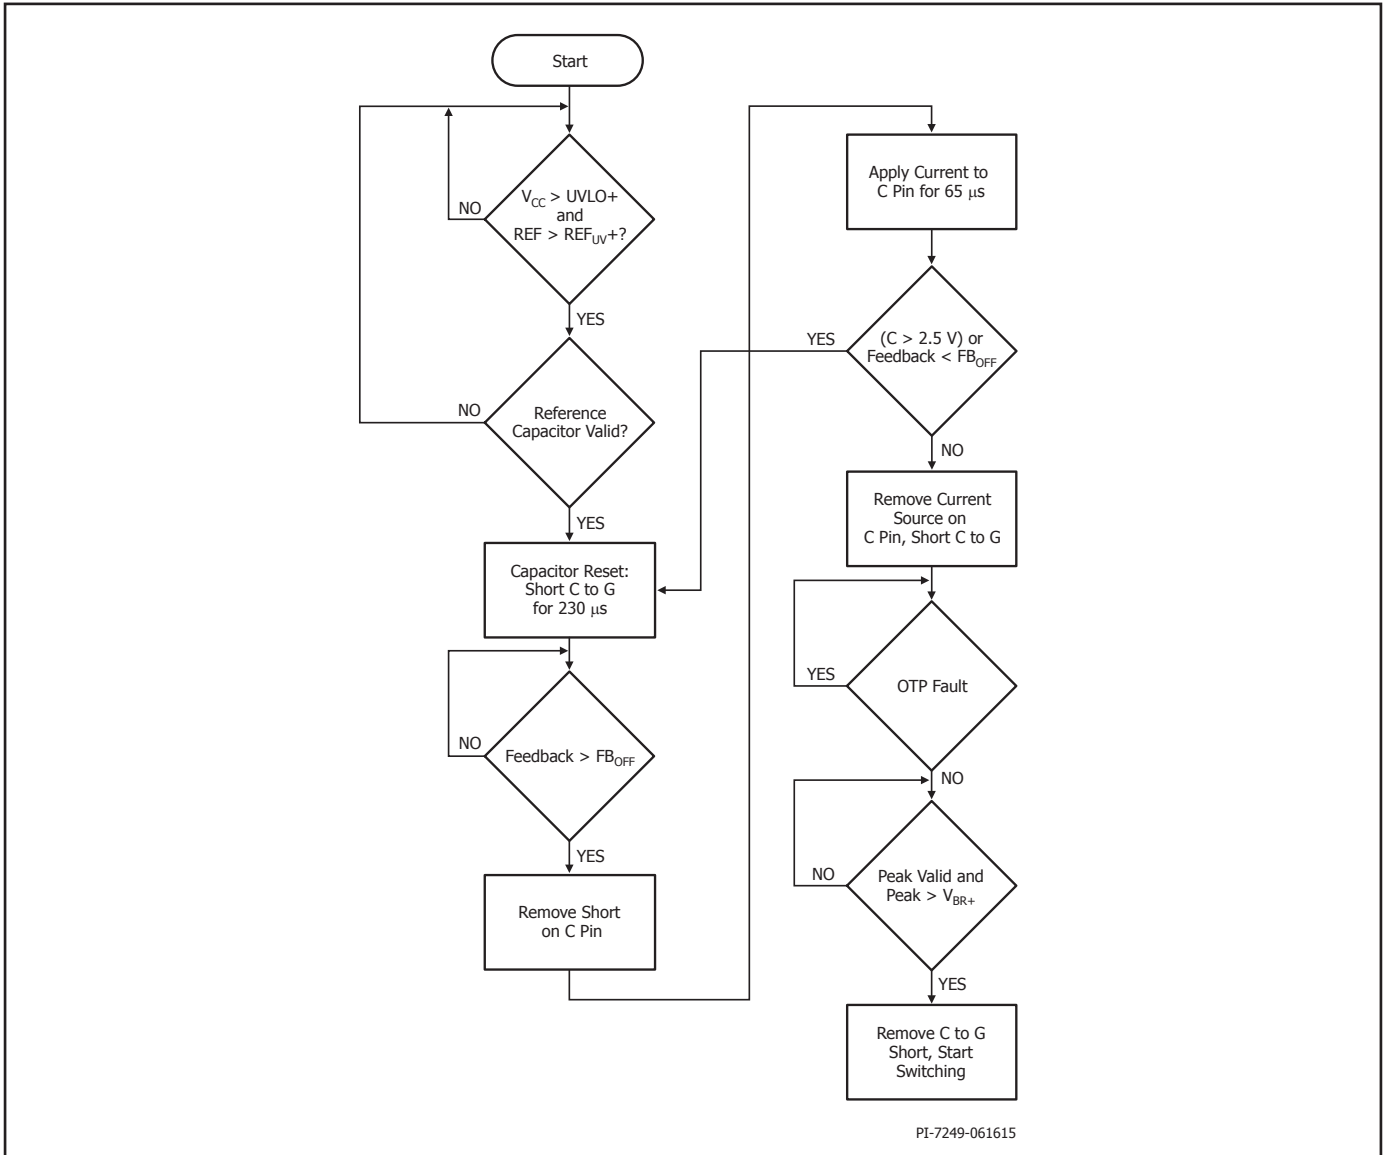 Start
V_CC > UVLO+
and
REF > REF_UV+?
NO
YES
Reference
Capacitor Valid?
NO
YES
Capacitor Reset:
Short C to G
for 230 μs
Feedback > FB_OFF
NO
YES
Remove Short
on C Pin
Apply Current to
C Pin for 65 μs
(C > 2.5 V) or
Feedback < FB_OFF
YES
NO
Remove Current
Source on
C Pin, Short C to G
OTP Fault
YES
NO
Peak Valid and
Peak > V_BR+
NO
YES
Remove C to G
Short, Start
Switching
PI-7249-061615